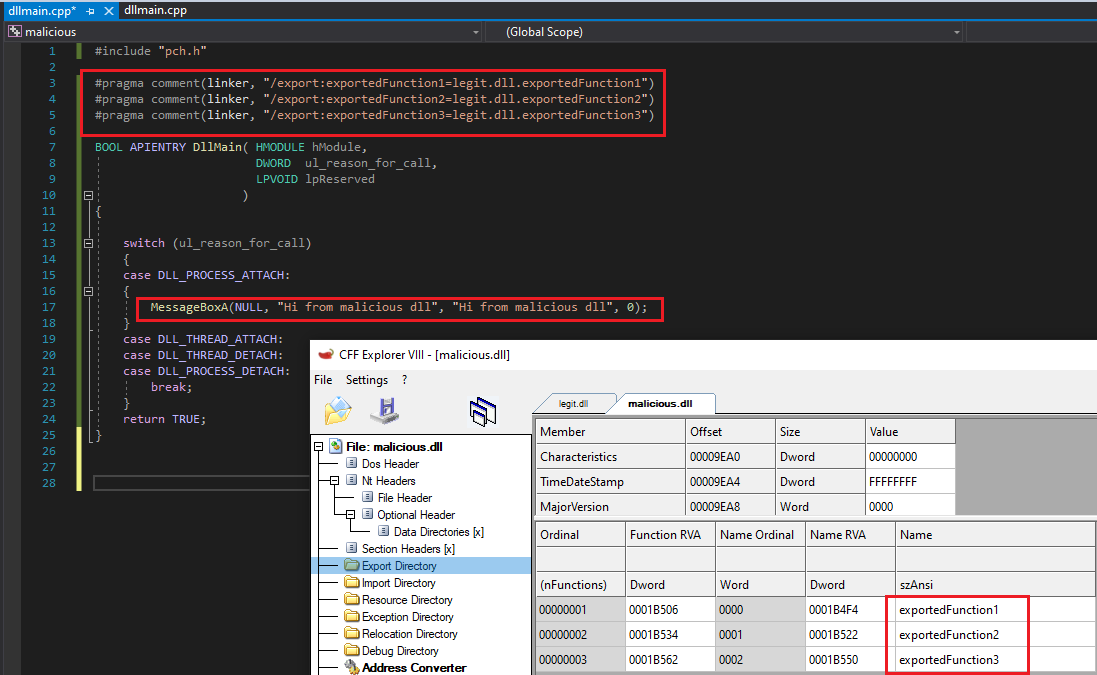 dllmain.cpp* dllmain.cpp
malicious (Global Scope)
1 #include "pch.h"
2
3 #pragma comment(linker, "/export:exportedFunction1=legit.dll.exportedFunction1")
4 #pragma comment(linker, "/export:exportedFunction2=legit.dll.exportedFunction2")
5 #pragma comment(linker, "/export:exportedFunction3=legit.dll.exportedFunction3")
6
7 BOOL APIENTRY DllMain( HMODULE hModule,
8 DWORD ul_reason_for_call,
9 LPVOID lpReserved
10 )
11 {
12
13 switch (ul_reason_for_call)
14 {
15 case DLL_PROCESS_ATTACH:
16 {
17 MessageBoxA(NULL, "Hi from malicious dll", "Hi from malicious dll", 0);
18 }
19 case DLL_THREAD_ATTACH:
20 case DLL_THREAD_DETACH:
21 case DLL_PROCESS_DETACH:
22 break;
23 }
24 return TRUE;
25 }
26
27
28
CFF Explorer VIII - [malicious.dll]
File Settings ?
legit.dll malicious.dll
File: malicious.dll
Dos Header
Nt Headers
File Header
Optional Header
Data Directories [x]
Section Headers [x]
Export Directory
Import Directory
Resource Directory
Exception Directory
Relocation Directory
Debug Directory
Address Converter
Member Offset Size Value
Characteristics 00009EA0 Dword 00000000
TimeDateStamp 00009EA4 Dword FFFFFFFF
MajorVersion 00009EA8 Word 0000
Ordinal Function RVA Name Ordinal Name RVA Name
(nFunctions) Dword Word Dword szAnsi
00000001 0001B506 0000 0001B4F4 exportedFunction1
00000002 0001B534 0001 0001B522 exportedFunction2
00000003 0001B562 0002 0001B550 exportedFunction3